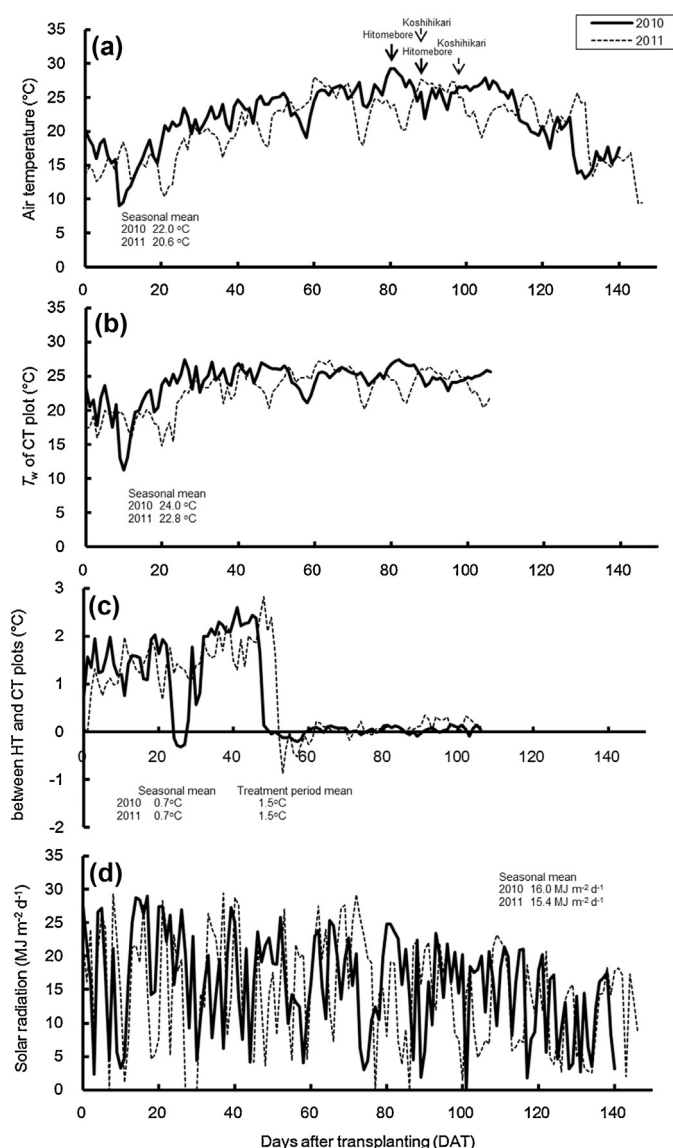 2010
2011
(a)
Koshihikari
Hitomebore
Koshihikari
Hitomebore
35
30
25
20
15
10
5
0
Air temperature (°C)
Seasonal mean
2010 22.0 °C
2011 20.6 °C
0 20 40 60 80 100 120 140
(b)
35
30
25
20
15
10
5
0
Tw of CT plot (°C)
Seasonal mean
2010 24.0 °C
2011 22.8 °C
0 20 40 60 80 100 120 140
(c)
3
2
1
0
-1
-2
between HT and CT plots (°C)
0 20 40 60 80 100 120 140
Seasonal mean Treatment period mean
2010 0.7°C 1.5°C
2011 0.7°C 1.5°C
(d)
35
30
25
20
15
10
5
0
Solar radiation (MJ m⁻² d⁻¹)
Seasonal mean
2010 16.0 MJ m⁻² d⁻¹
2011 15.4 MJ m⁻² d⁻¹
0 20 40 60 80 100 120 140
Days after transplanting (DAT)